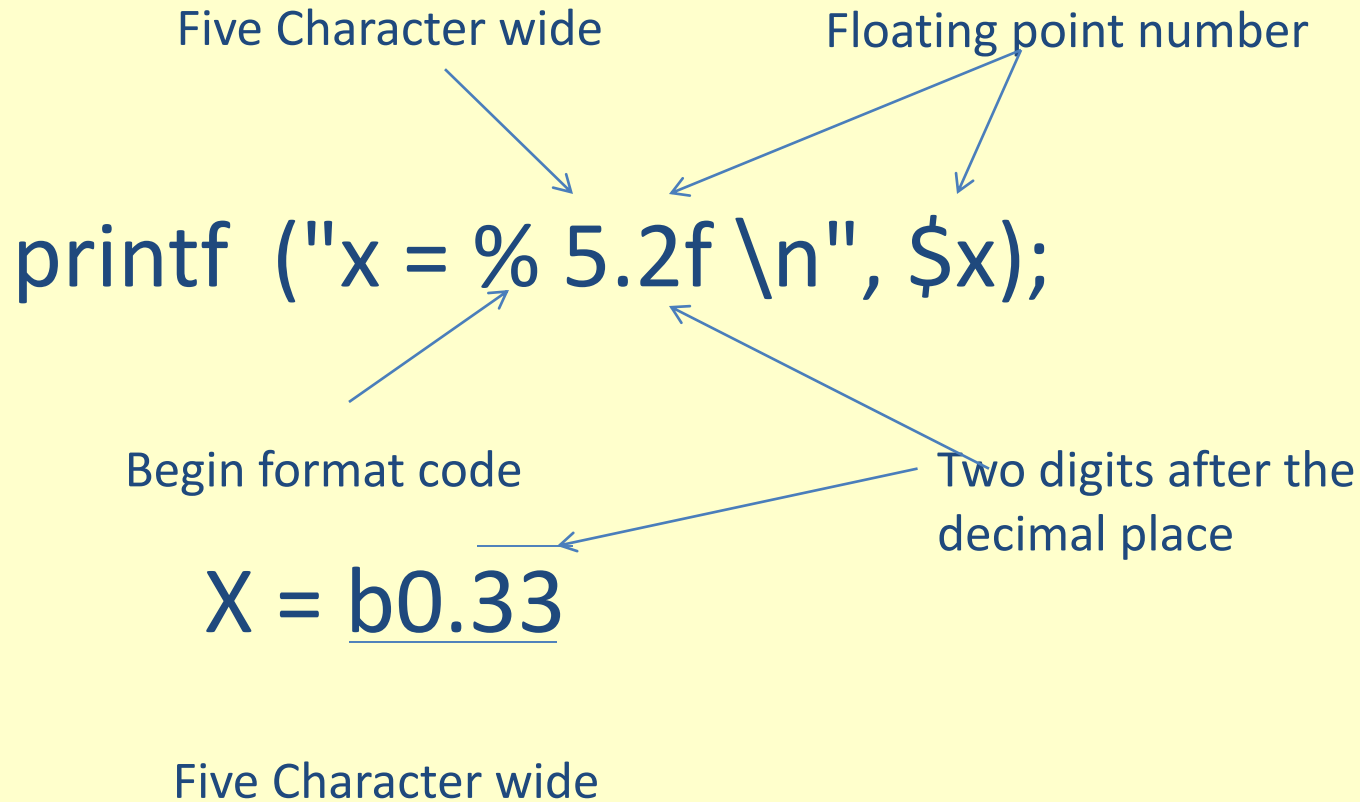 Five Character wide
Floating point number
printf ("x = % 5.2f \n", $x);
Begin format code
Two digits after the
decimal place
X = b0.33
Five Character wide